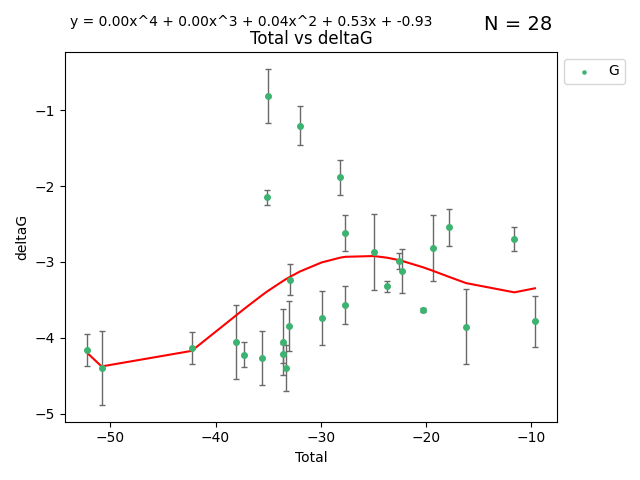 y = 0.00x^4 + 0.00x^3 + 0.04x^2 + 0.53x + -0.93
N = 28
Total vs deltaG
G
−1
−2
−3
−4
−5
deltaG
−50 −40 −30 −20 −10
Total